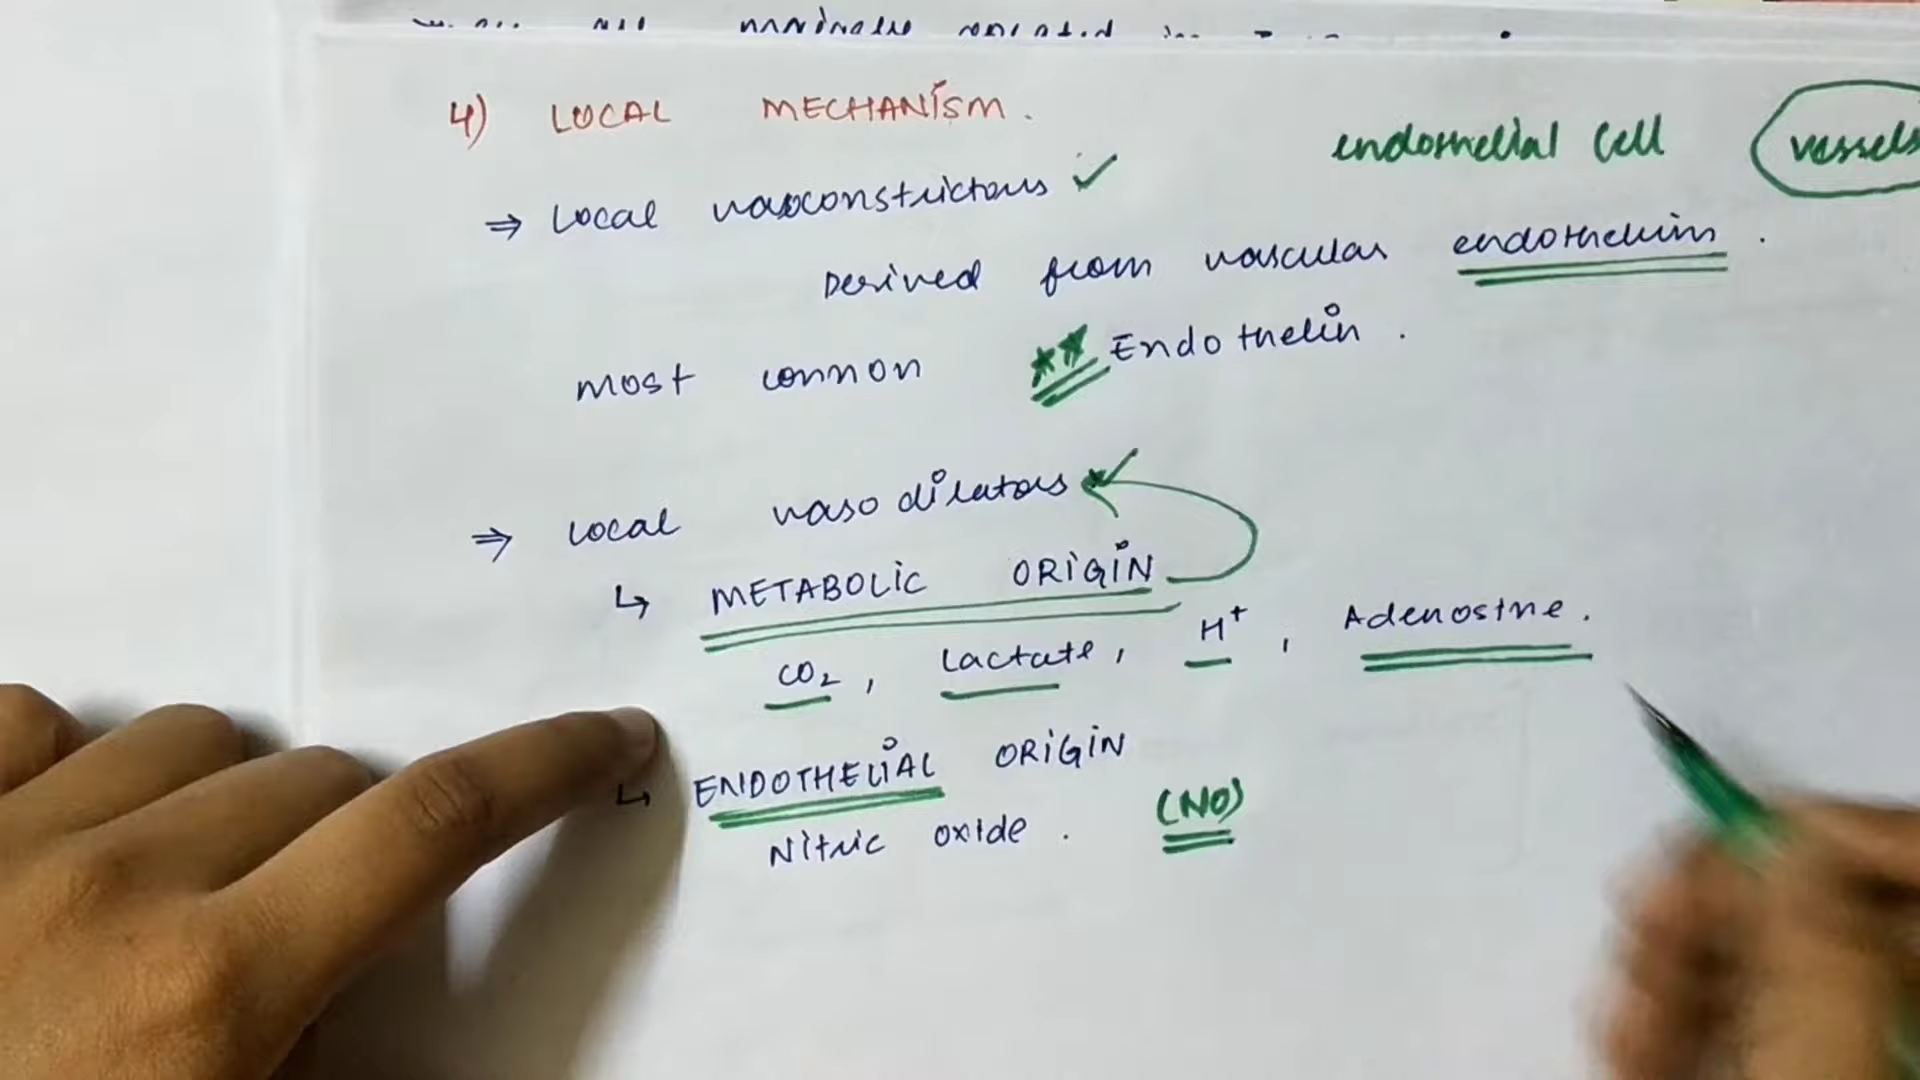 4) LOCAL MECHANISM.
endothelial cell vessels
⇒ Local vasoconstrictors ✓
Derived from vascular endothelium.
most common ** Endothelin.
⇒ Local vasodilators ✓
↳ METABOLIC ORIGIN
CO₂, Lactate, H⁺, Adenosine.
↳ ENDOTHELIAL ORIGIN
Nitric oxide. (NO)